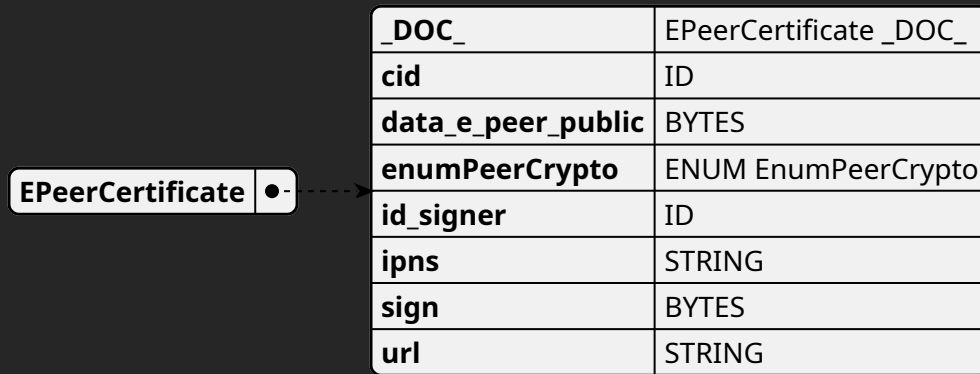 _DOC_ EPeerCertificate _DOC_
cid ID
data_e_peer_public BYTES
enumPeerCrypto ENUM EnumPeerCrypto
EPeerCertificate
id_signer ID
ipns STRING
sign BYTES
url STRING